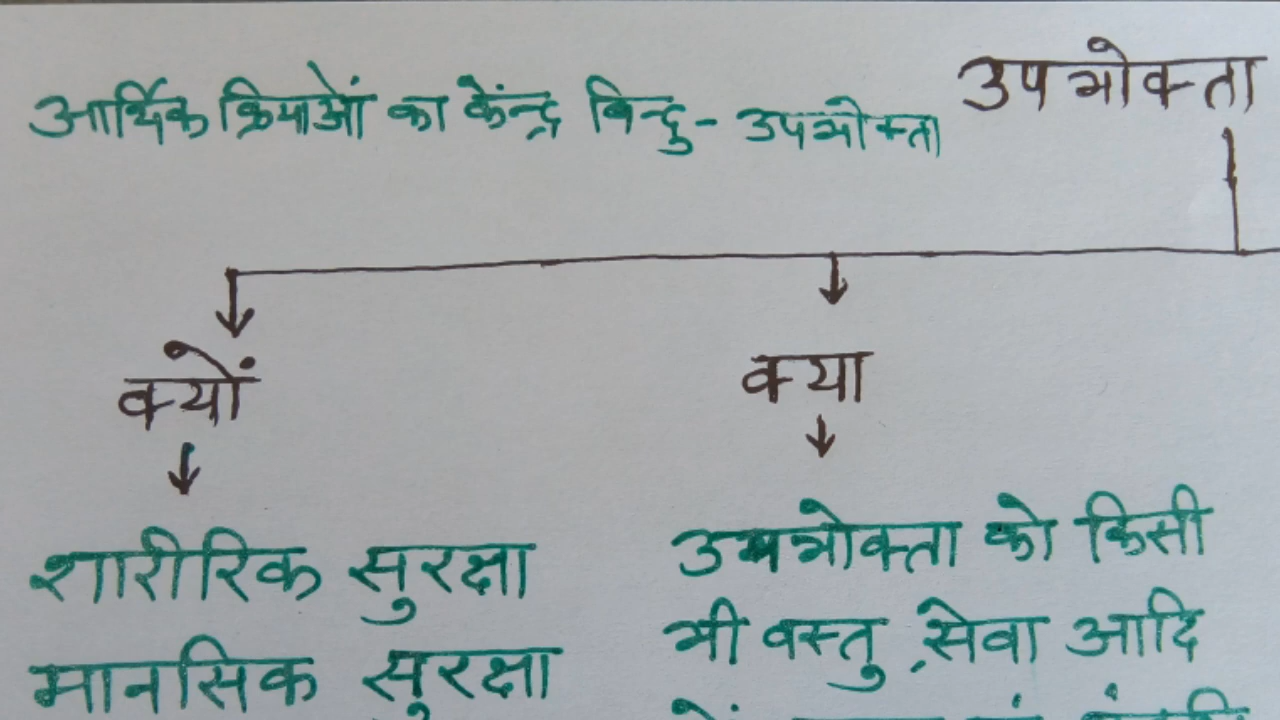 उपभोक्ता
आर्थिक क्रियाओं का केंन्द्र बिन्दु - उपभोक्ता
क्यों
क्या
शारीरिक सुरक्षा
मानसिक सुरक्षा
उपभोक्ता को किसी
भी वस्तु, सेवा आदि